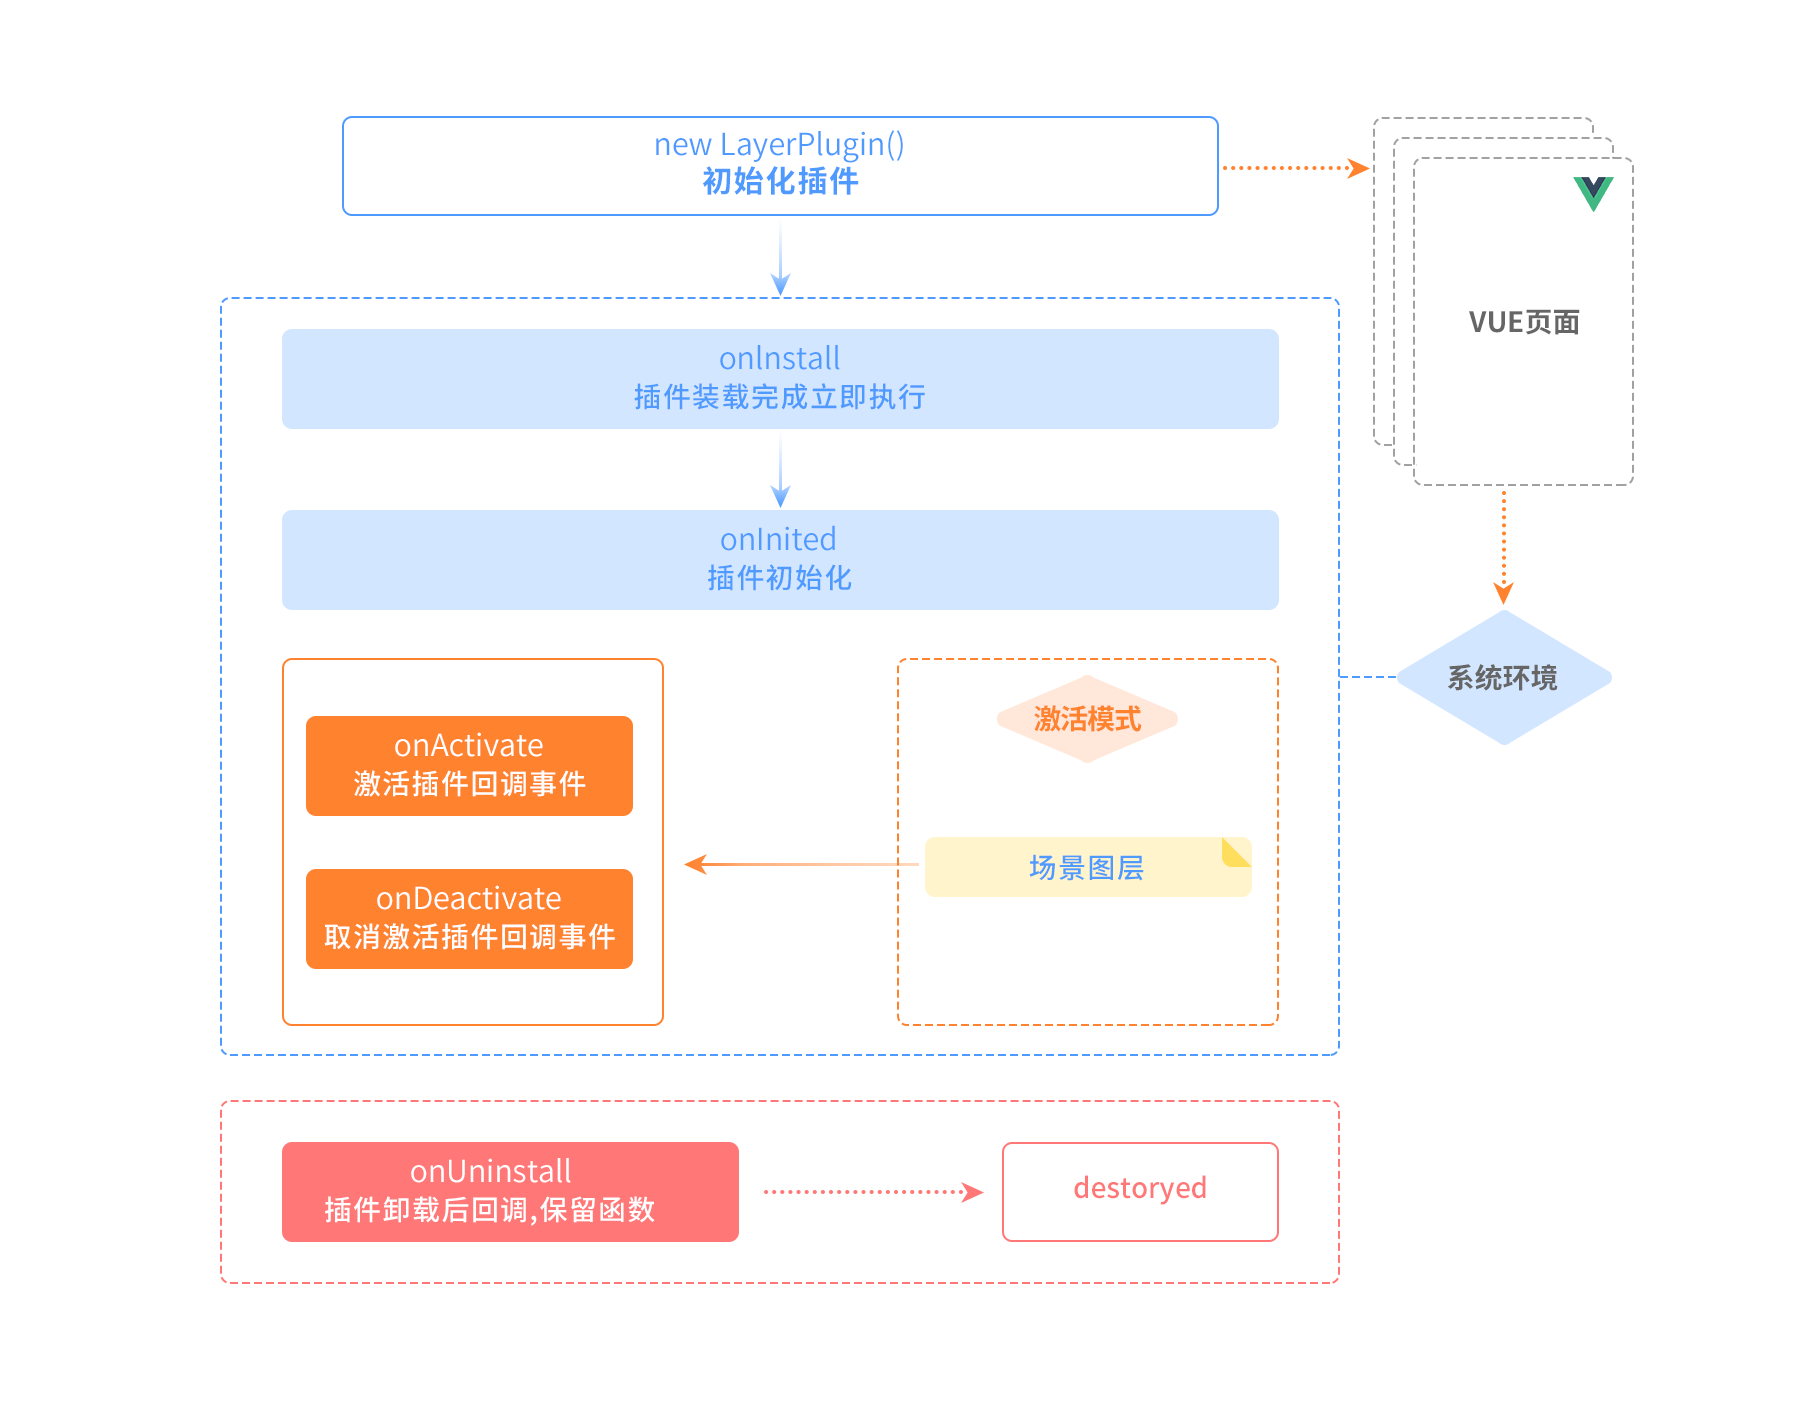 new LayerPlugin()
初始化插件
VUE页面
onInstall
插件装载完成立即执行
onInited
插件初始化
系统环境
激活模式
onActivate
激活插件回调事件
场景图层
onDeactivate
取消激活插件回调事件
onUninstall
插件卸载后回调,保留函数
destoryed